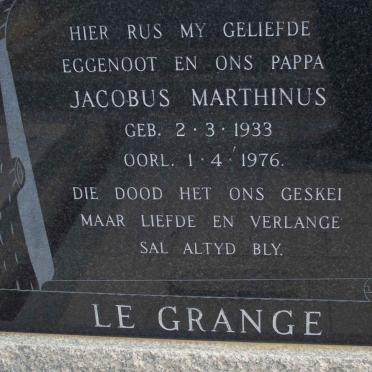 HIER RUS MY GELIEFDE
EGGENOOT EN ONS PAPPA
JACOBUS MARTHINUS
GEB. 2·3·1933
OORL. 1·4·1976.
DIE DOOD HET ONS GESKEI
MAAR LIEFDE EN VERLANGE
SAL ALTYD BLY.
LE GRANGE